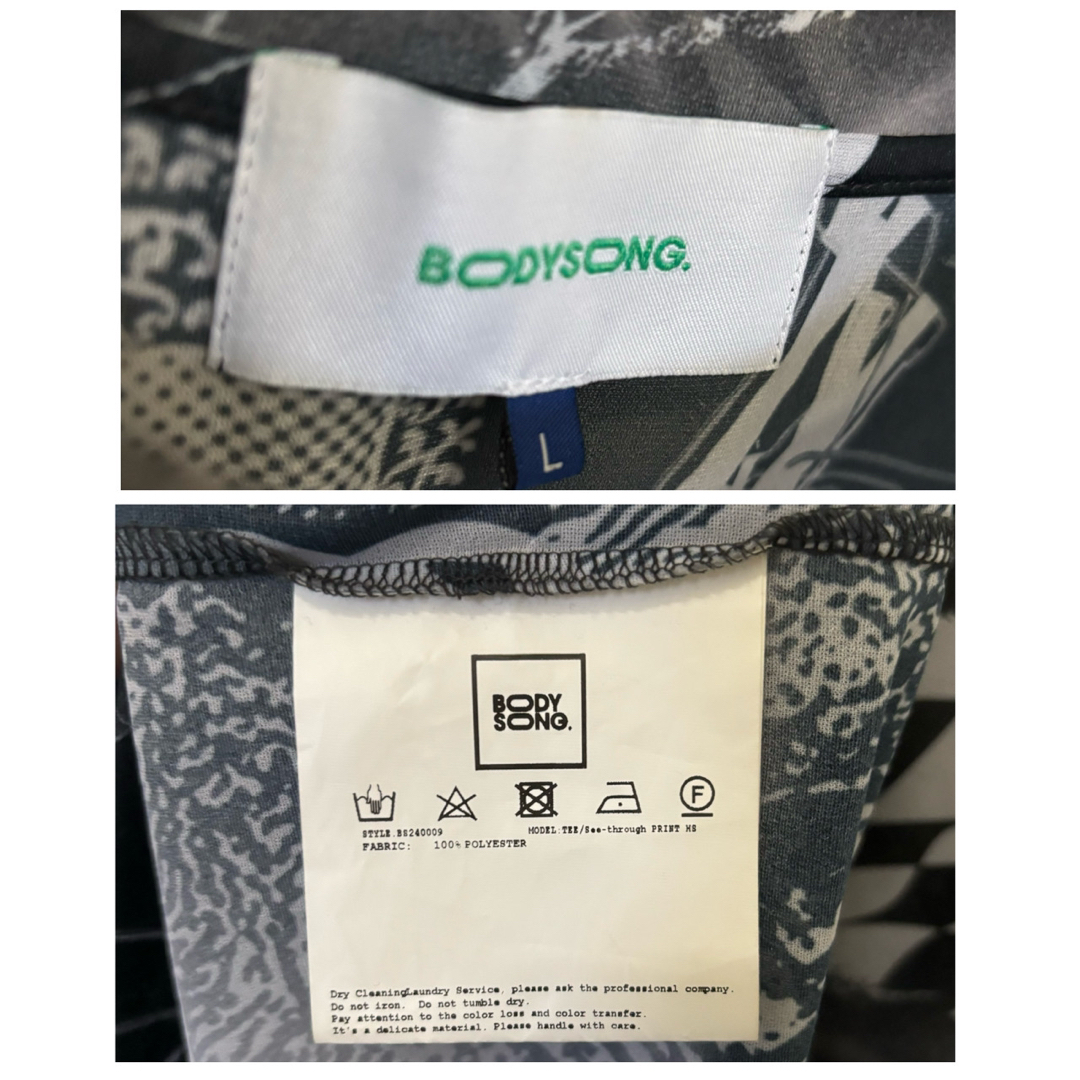 BODYSONG.
L
BODY
SONG.
F
STYLE.BS240009 MODEL:TEE/See-through PRINT HS
FABRIC: 100% POLYESTER
Dry CleaningLaundry Service, please ask the professional company.
Do not iron. Do not tumble dry.
Pay attention to the color loss and color transfer.
It's a delicate material. Please handle with care.